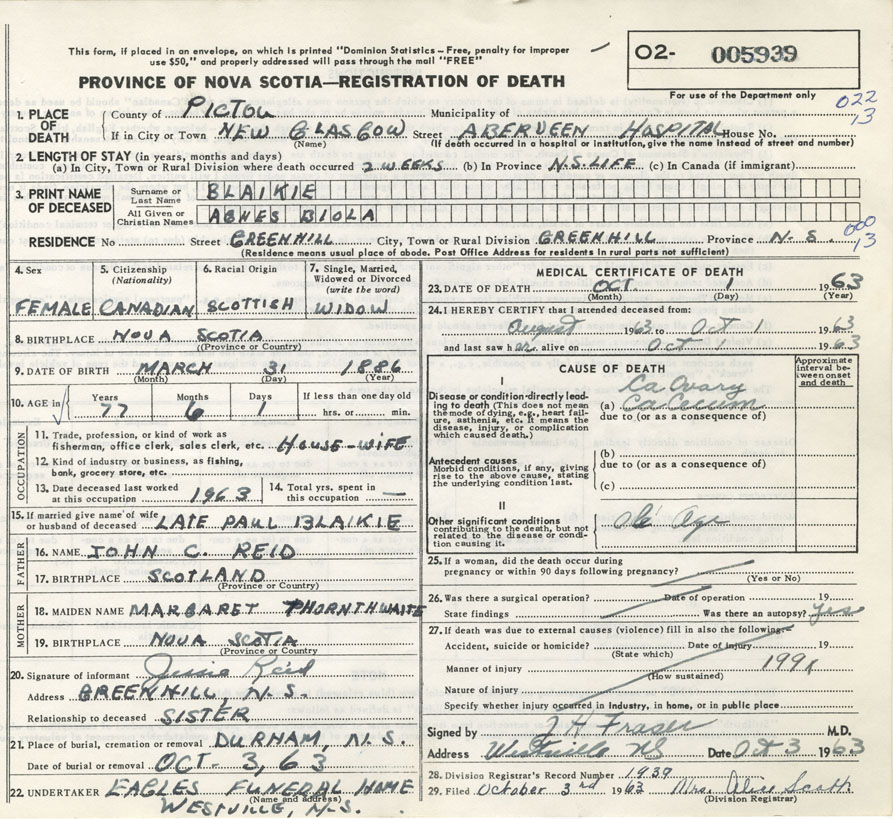 This form, if placed in an envelope, on which is printed "Dominion Statistics – Free, penalty for improper
use $50," and properly addressed will pass through the mail "FREE"
O2- 005939
For use of the Department only
PROVINCE OF NOVA SCOTIA—REGISTRATION OF DEATH
022
13
1. PLACE OF DEATH County of PICTOU Municipality of
If in City or Town NEW GLASGOW Street ABERDEEN HOSPITAL House No.
(Name) (If death occurred in a hospital or institution, give the name instead of street and number)
2. LENGTH OF STAY (in years, months and days)
(a) In City, Town or Rural Division where death occurred 2 WEEKS (b) In Province N.S. LIFE (c) In Canada (if immigrant)
3. PRINT NAME OF DECEASED Surname or Last Name BLAIKIE
All Given or Christian Names AGNES BIOLA
000
13
RESIDENCE No Street GREENHILL City, Town or Rural Division GREENHILL Province N. S.
(Residence means usual place of abode. Post Office Address for residents in rural parts not sufficient)
4. Sex 5. Citizenship (Nationality) 6. Racial Origin 7. Single, Married, Widowed or Divorced (write the word)
FEMALE CANADIAN SCOTTISH WIDOW
8. BIRTHPLACE NOVA SCOTIA
(Province or Country)
9. DATE OF BIRTH MARCH 31 1886
(Month) (Day) (Year)
10. AGE in Years Months Days If less than one day old
77 6 1 hrs. or min.
OCCUPATION
11. Trade, profession, or kind of work as
fisherman, office clerk, sales clerk, etc. HOUSE-WIFE
12. Kind of industry or business, as fishing,
bank, grocery store, etc.
13. Date deceased last worked at this occupation 1963 14. Total yrs. spent in this occupation —
15. If married give name of wife or husband of deceased LATE PAUL BLAIKIE
FATHER
16. NAME JOHN C. REID
17. BIRTHPLACE SCOTLAND
(Province or Country)
MOTHER
18. MAIDEN NAME MARGARET THORNTHWAITE
19. BIRTHPLACE NOVA SCOTIA
(Province or Country)
20. Signature of informant Reid
Address GREENHILL, N.S.
Relationship to deceased SISTER
21. Place of burial, cremation or removal DURHAM, N.S.
Date of burial or removal OCT- 3, 63
22. UNDERTAKER EAGLES FUNERAL HOME
(Name and address)
WESTVILLE, N-S.
MEDICAL CERTIFICATE OF DEATH
23. DATE OF DEATH OCT 1 1963
(Month) (Day) (Year)
24. I HEREBY CERTIFY that I attended deceased from:
August 1963 to Oct 1 1963
and last saw her alive on Oct 1 1963
CAUSE OF DEATH
Approximate interval between onset and death
I
Disease or condition directly leading to death (This does not mean the mode of dying, e.g., heart failure, asthenia, etc. It means the disease, injury, or complication which caused death.)
Ca Ovary
(a) Ca Cecum
due to (or as a consequence of)
Antecedent causes
Morbid conditions, if any, giving rise to the above cause, stating the underlying condition last.
(b)
due to (or as a consequence of)
(c)
II
Other significant conditions
contributing to the death, but not related to the disease or condition causing it.
Old Age
25. If a woman, did the death occur during
pregnancy or within 90 days following pregnancy?
(Yes or No)
26. Was there a surgical operation? Date of operation 19
State findings Was there an autopsy? Yes
27. If death was due to external causes (violence) fill in also the following:
Accident, suicide or homicide? Date of injury 19
(State which)
Manner of injury 199
(How sustained)
Nature of injury
Specify whether injury occurred in Industry, in home, or in public place
Signed by J H Fraser M.D.
Address Westville NS Date Oct 3 1963
28. Division Registrar's Record Number 1939
29. Filed October 3rd 1963 Mrs. Alice Scott
(Division Registrar)